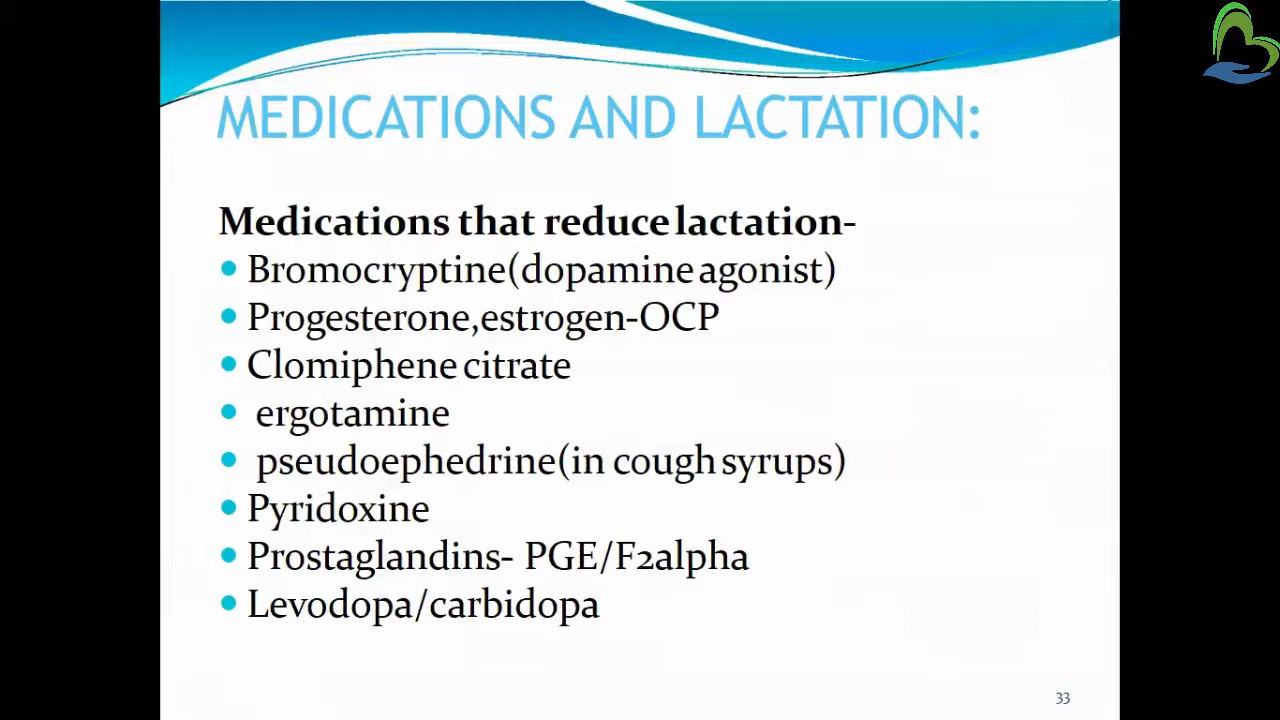 MEDICATIONS AND LACTATION:
Medications that reduce lactation-
Bromocryptine(dopamine agonist)
Progesterone,estrogen-OCP
Clomiphene citrate
ergotamine
pseudoephedrine(in cough syrups)
Pyridoxine
Prostaglandins- PGE/F2alpha
Levodopa/carbidopa
33